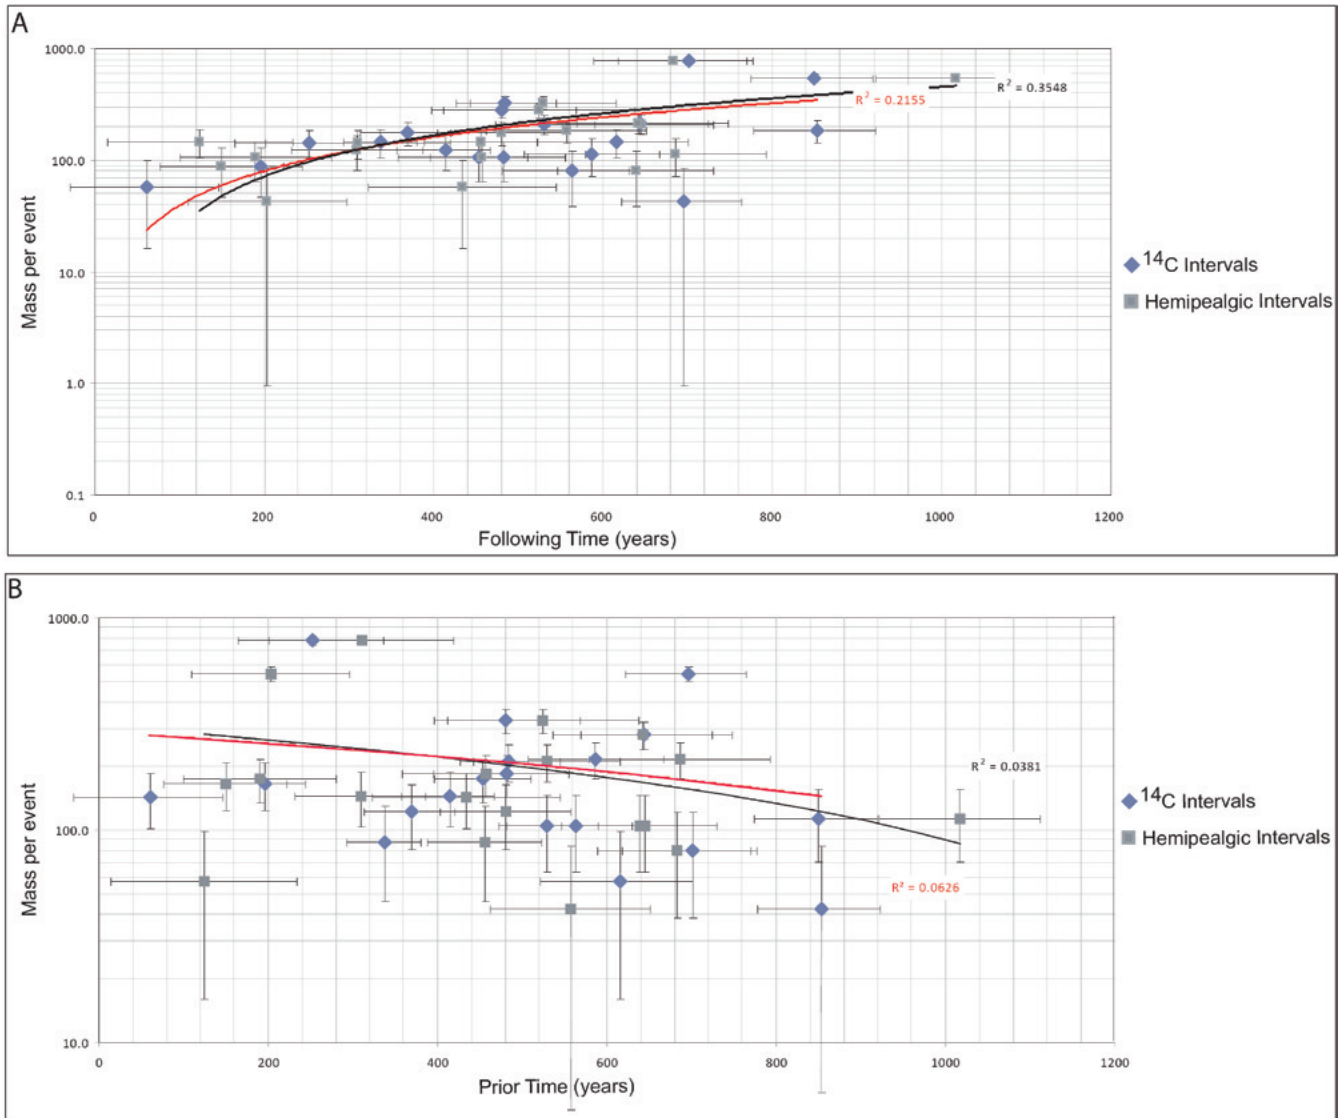 A
1000.0
100.0
10.0
1.0
0.1
Mass per event
0 200 400 600 800 1000 1200
Following Time (years)
R² = 0.2155
R² = 0.3548
¹⁴C Intervals
Hemipealgic Intervals
B
1000.0
100.0
10.0
Mass per event
0 200 400 600 800 1000 1200
Prior Time (years)
R² = 0.0381
R² = 0.0626
¹⁴C Intervals
Hemipealgic Intervals